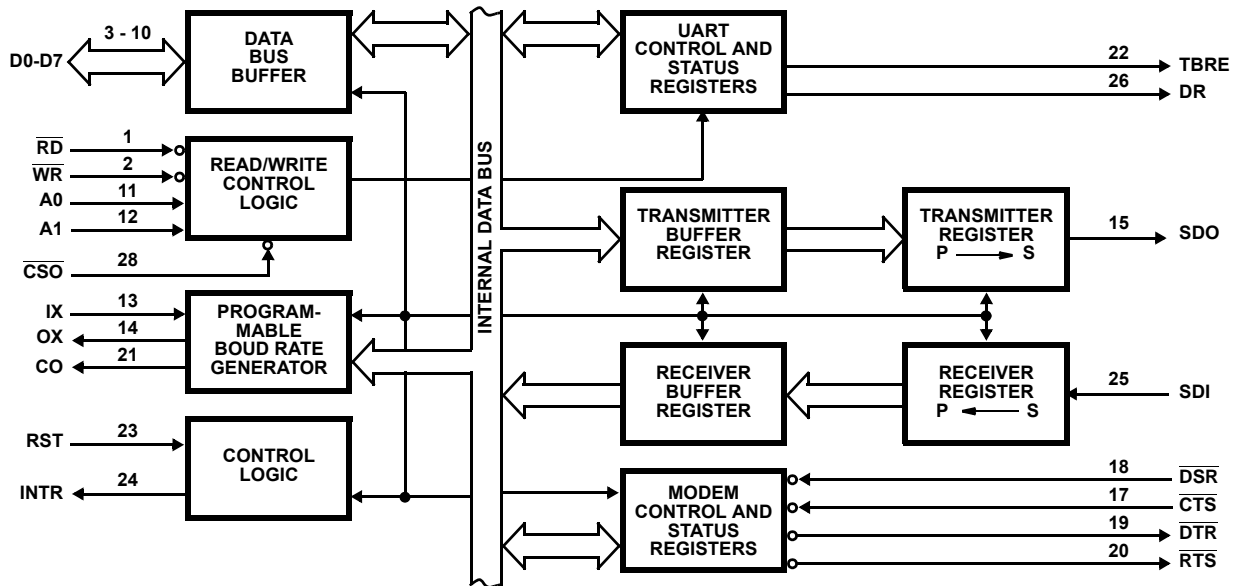 3 - 10
D0-D7
DATA
BUS
BUFFER
UART
CONTROL AND
STATUS
REGISTERS
22
TBRE
26
DR
RD
1
WR
2
A0
11
A1
12
CSO
28
READ/WRITE
CONTROL
LOGIC
INTERNAL DATA BUS
TRANSMITTER
BUFFER
REGISTER
TRANSMITTER
REGISTER
P S
15
SDO
IX
13
OX
14
CO
21
PROGRAM-
MABLE
BOUD RATE
GENERATOR
RECEIVER
BUFFER
REGISTER
RECEIVER
REGISTER
P S
25
SDI
RST
23
INTR
24
CONTROL
LOGIC
MODEM
CONTROL AND
STATUS
REGISTERS
18
DSR
17
CTS
19
DTR
20
RTS